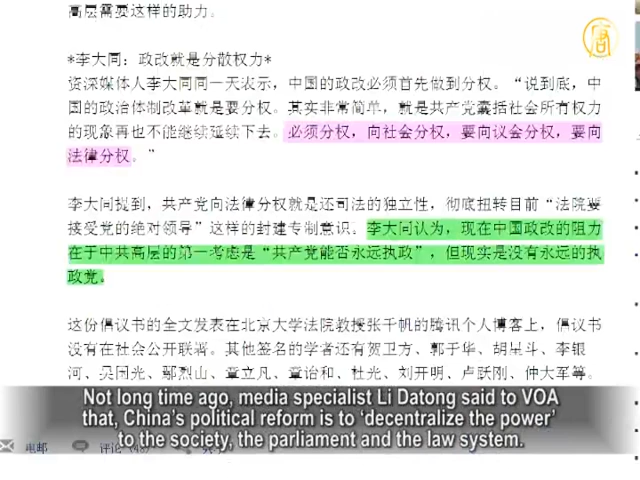 高层需要这样的助力。
*李大同：政改就是分散权力*
资深媒体人李大同同一天表示，中国的政改必须首先做到分权。“说到底，中
国的政治体制改革就是要分权。其实非常简单，就是共产党囊括社会所有权力
的现象再也不能继续延续下去。必须分权，向社会分权，要向议会分权，要向
法律分权。”
李大同提到，共产党向法律分权就是还司法的独立性，彻底扭转目前“法院要
接受党的绝对领导”这样的封建专制意识。李大同认为，现在中国政改的阻力
在于中共高层的第一考虑是“共产党能否永远执政”，但现实是没有永远的执
政党。
这份倡议书的全文发表在北京大学法院教授张千帆的腾讯个人博客上，倡议书
没有在社会公开联署。其他签名的学者还有贺卫方、郭于华、胡星斗、李银
河、吴国光、鄢烈山、章立凡、章诒和、杜光、刘开明、卢跃刚、仲大军等。
Not long time ago, media specialist Li Datong said to VOA
that, China's political reform is to 'decentralize the power'
to the society, the parliament and the law system.
电邮 评论 (48)